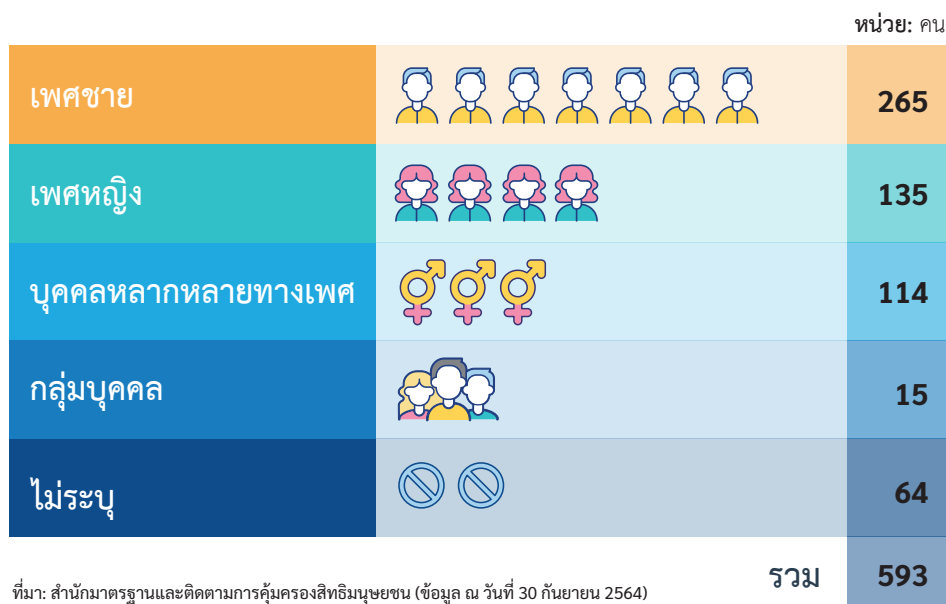 หน่วย: คน
เพศชาย 265
เพศหญิง 135
บุคคลหลากหลายทางเพศ 114
กลุ่มบุคคล 15
ไม่ระบุ 64
รวม 593
ที่มา: สำนักมาตรฐานและติดตามการคุ้มครองสิทธิมนุษยชน (ข้อมูล ณ วันที่ 30 กันยายน 2564)